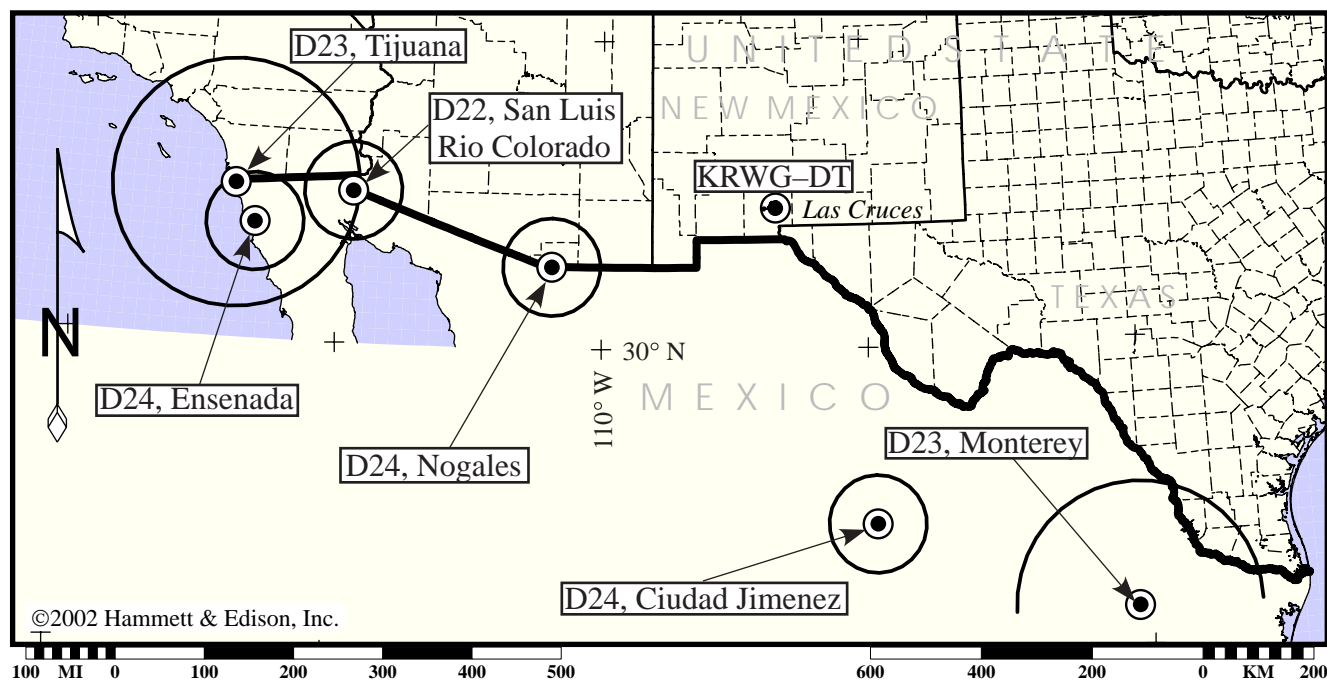 D23, Tijuana
UNITED STATE
D22, San Luis
Rio Colorado
NEW MEXICO
KRWG–DT
Las Cruces
TEXAS
N
30° N
110° W
MEXICO
D24, Ensenada
D24, Nogales
D23, Monterey
D24, Ciudad Jimenez
©2002 Hammett & Edison, Inc.
100 MI 0 100 200 300 400 500 600 400 200 0 KM 200